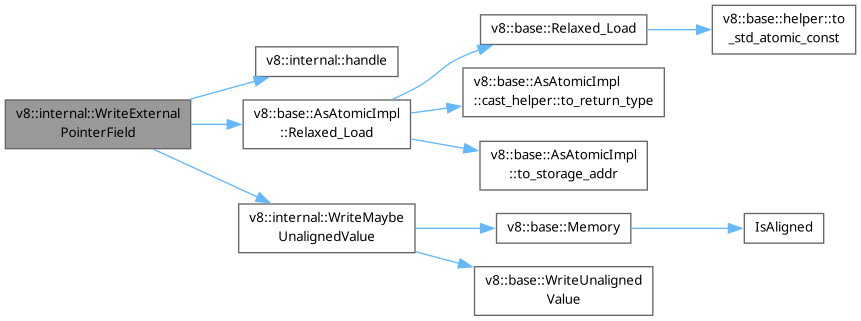 v8::internal::WriteExternal
PointerField
v8::internal::handle
v8::base::AsAtomicImpl
::Relaxed_Load
v8::internal::WriteMaybe
UnalignedValue
v8::base::Relaxed_Load
v8::base::AsAtomicImpl
::cast_helper::to_return_type
v8::base::AsAtomicImpl
::to_storage_addr
v8::base::Memory
v8::base::WriteUnaligned
Value
v8::base::helper::to
_std_atomic_const
IsAligned